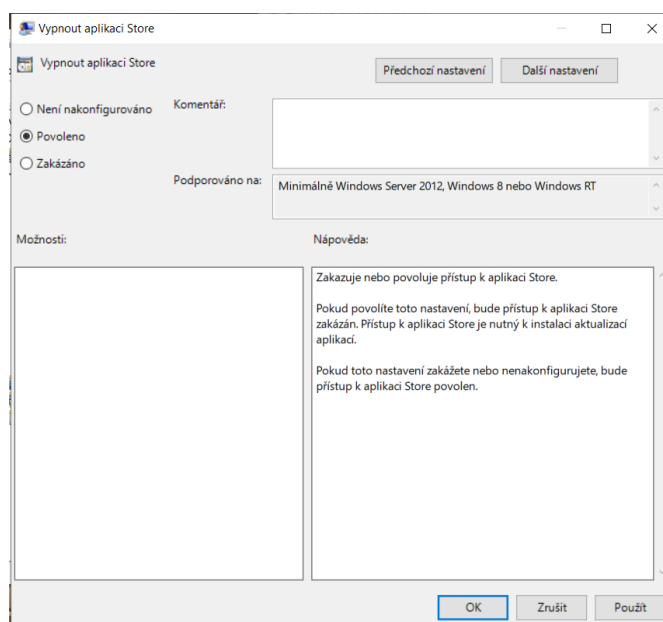 Vypnout aplikaci Store
Vypnout aplikaci Store
Předchozí nastavení
Další nastavení
Není nakonfigurováno
Povoleno
Zakázáno
Komentář:
Podporováno na:
Minimálně Windows Server 2012, Windows 8 nebo Windows RT
Možnosti:
Nápověda:
Zakazuje nebo povoluje přístup k aplikaci Store.
Pokud povolíte toto nastavení, bude přístup k aplikaci Store
zakázán. Přístup k aplikaci Store je nutný k instalaci aktualizací
aplikací.
Pokud toto nastavení zakážete nebo nenakonfigurujete, bude
přístup k aplikaci Store povolen.
OK
Zrušit
Použít